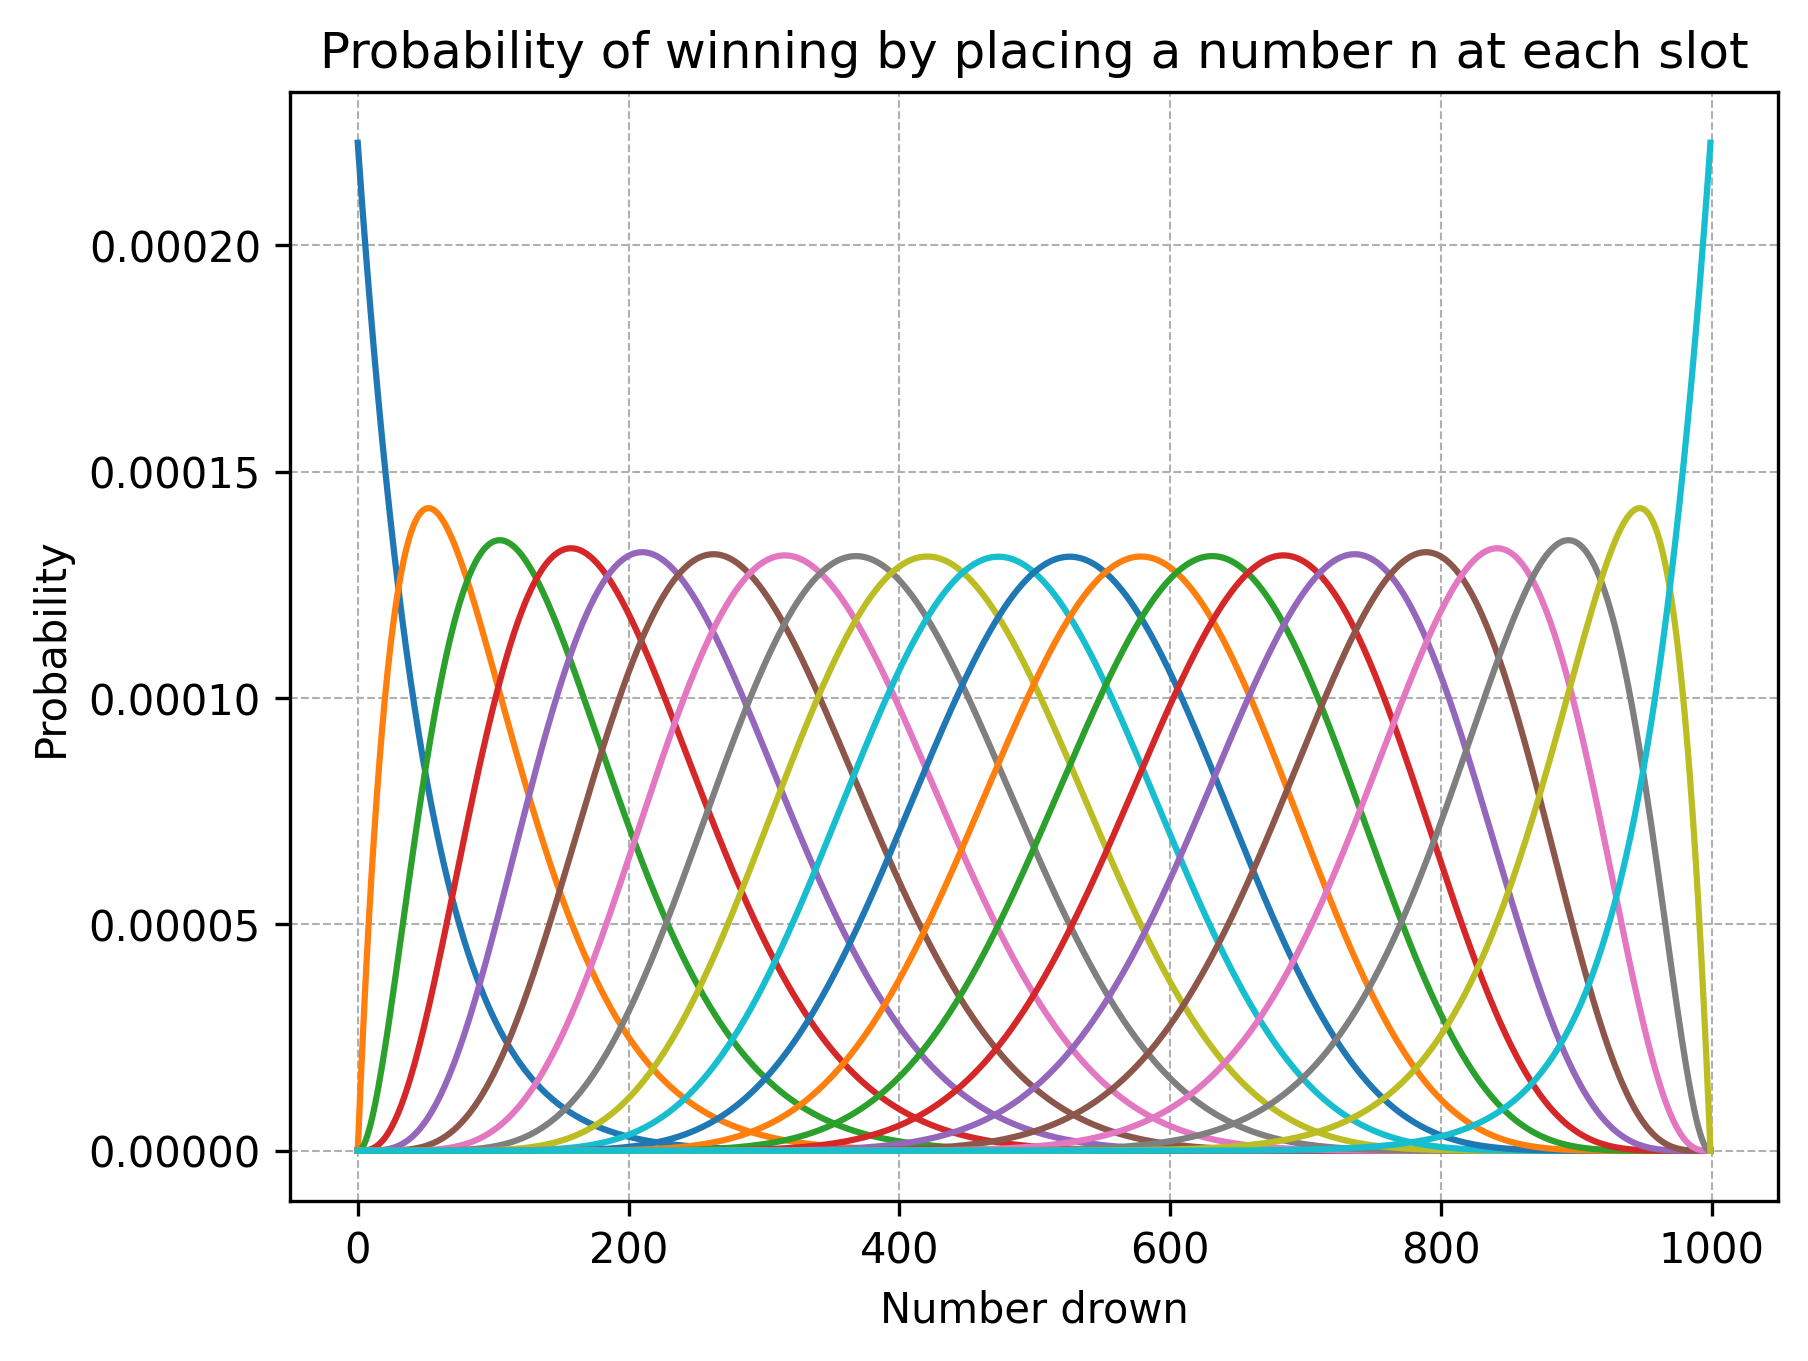 Probability of winning by placing a number n at each slot
Probability
0.00020
0.00015
0.00010
0.00005
0.00000
0 200 400 600 800 1000
Number drown